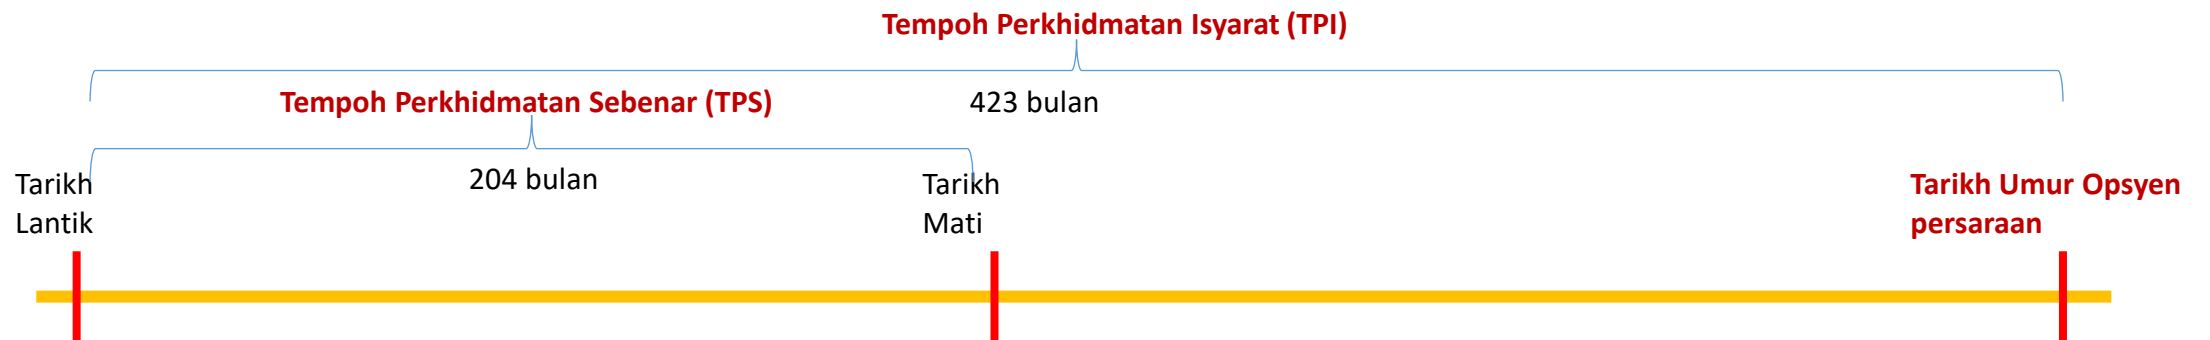 Tempoh Perkhidmatan Isyarat (TPI)
Tempoh Perkhidmatan Sebenar (TPS)
423 bulan
Tarikh
Lantik
204 bulan
Tarikh
Mati
Tarikh Umur Opsyen
persaraan